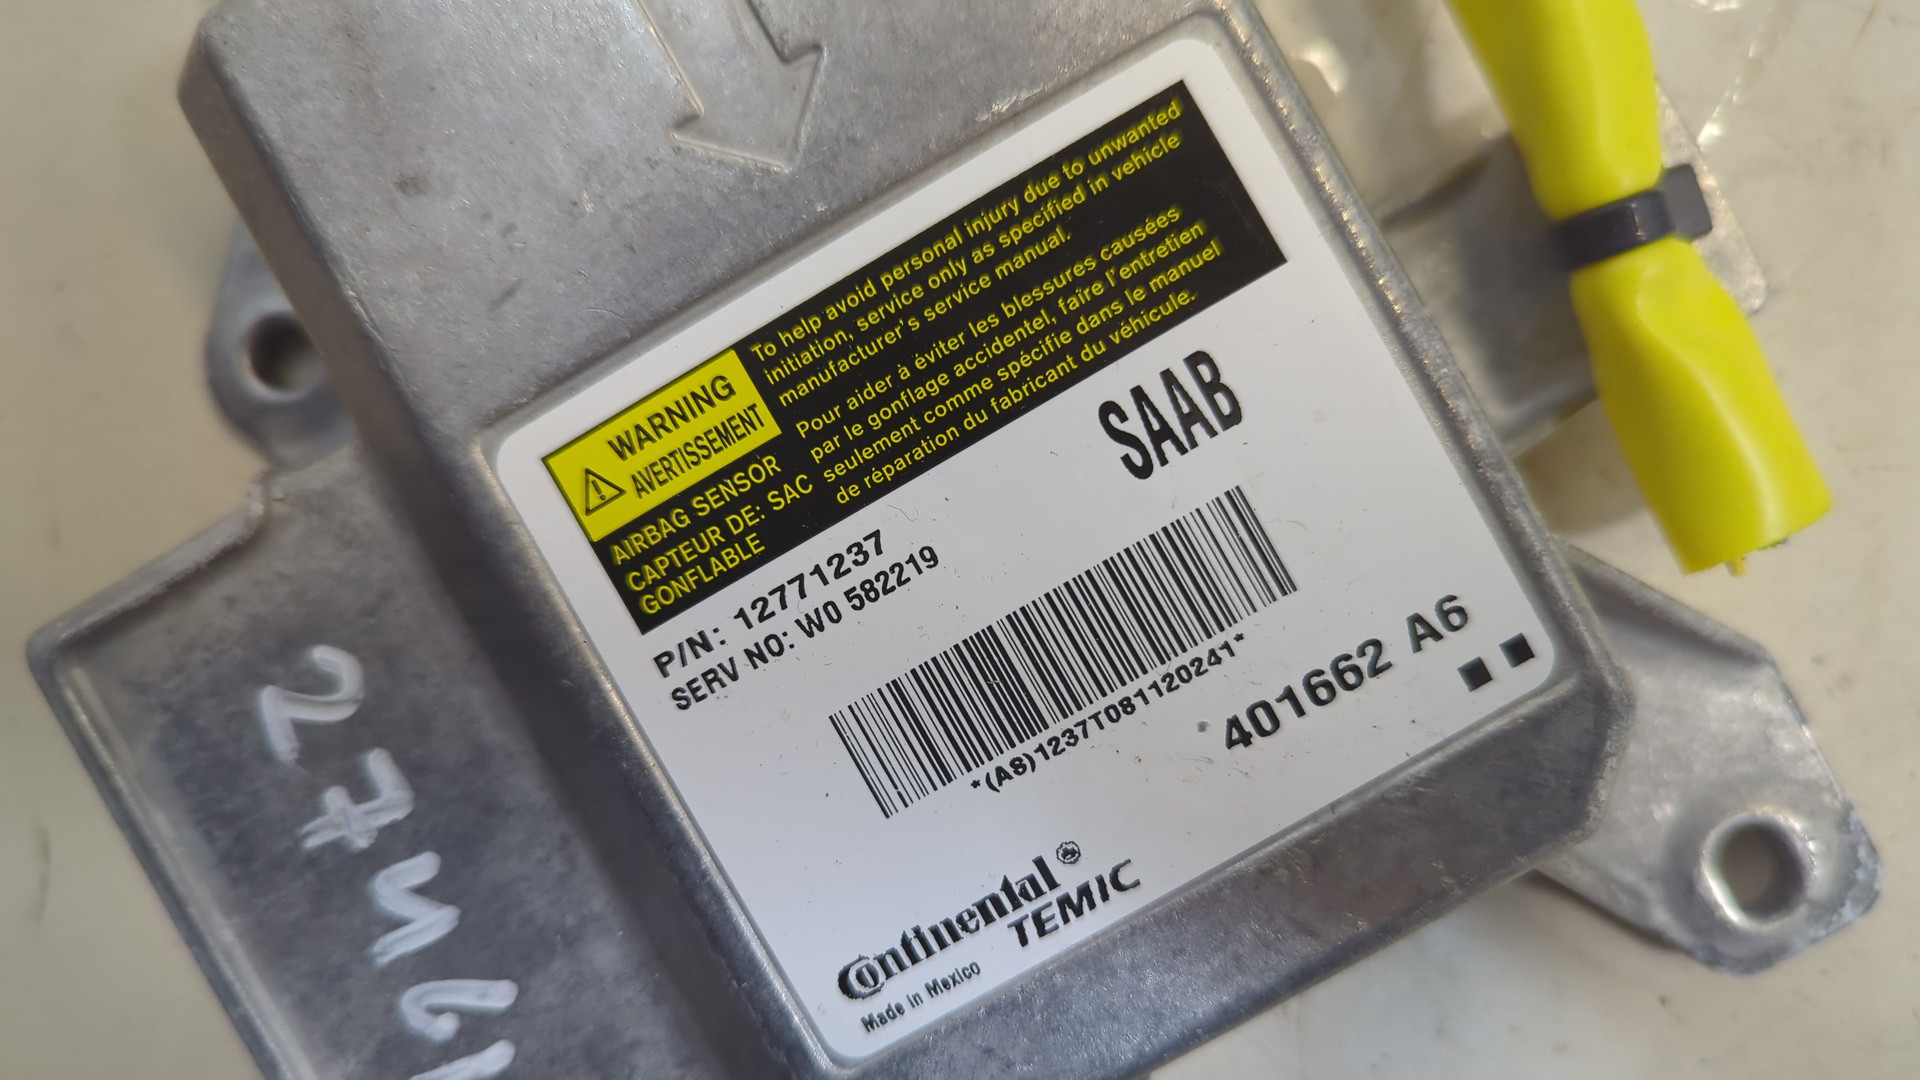 WARNING
AVERTISSEMENT
AIRBAG SENSOR
CAPTEUR DE: SAC
GONFLABLE
To help avoid personal injury due to unwanted
initiation, service only as specified in vehicle
manufacturer's service manual.
Pour aider à éviter les blessures causées
par le gonflage accidentel, faire l'entretien
seulement comme spécifie dans le manuel
de réparation du fabricant du véhicule.
SAAB
P/N: 12771237
SERV NO: W0 582219
*(A8)1237T081120241*
401662 A6
Continental®
TEMIC
Made in Mexico